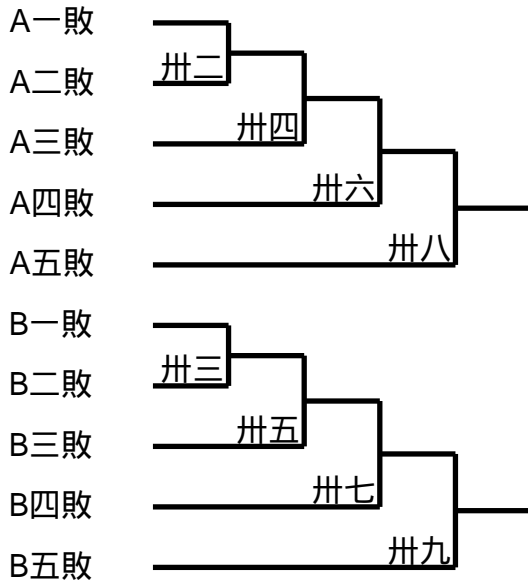 A一敗
卅二
A二敗
卅四
A三敗
卅六
A四敗
卅八
A五敗
B一敗
卅三
B二敗
卅五
B三敗
卅七
B四敗
卅九
B五敗